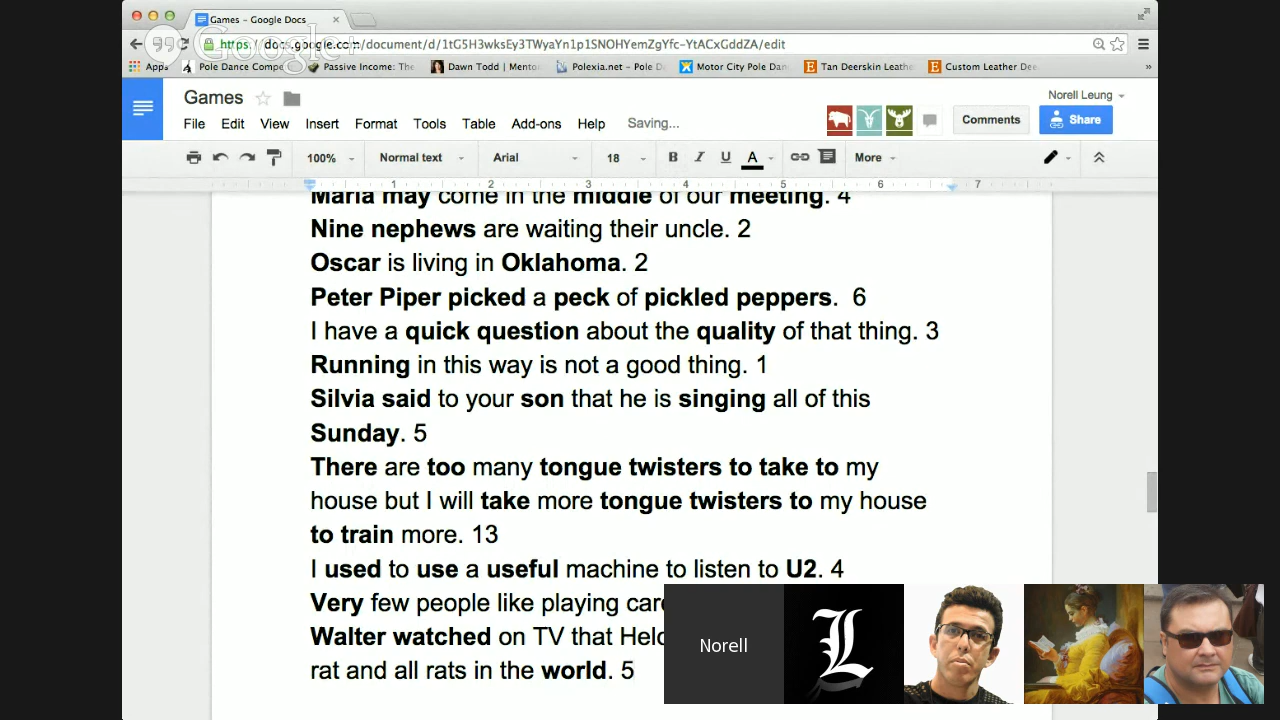 Games - Google Docs
https://docs.google.com/document/d/1tG5H3wksEy3TWyaYn1p1SNOHYemZgYfc-YtACxGddZA/edit
Google+
Apps Pole Dance Compe Passive Income: The Dawn Todd | Mento Polexia.net - Pole D Motor City Pole Dan Tan Deerskin Leathe Custom Leather Dee »
Games
Norell Leung
File Edit View Insert Format Tools Table Add-ons Help Saving...
Comments Share
100% Normal text Arial 18 B I U A More
1 2 3 4 5 6 7
Maria may come in the middle of our meeting. 4
Nine nephews are waiting their uncle. 2
Oscar is living in Oklahoma. 2
Peter Piper picked a peck of pickled peppers. 6
I have a quick question about the quality of that thing. 3
Running in this way is not a good thing. 1
Silvia said to your son that he is singing all of this
Sunday. 5
There are too many tongue twisters to take to my
house but I will take more tongue twisters to my house
to train more. 13
I used to use a useful machine to listen to U2. 4
Very few people like playing
Walter watched on TV that
rat and all rats in the world. 5
Norell
L